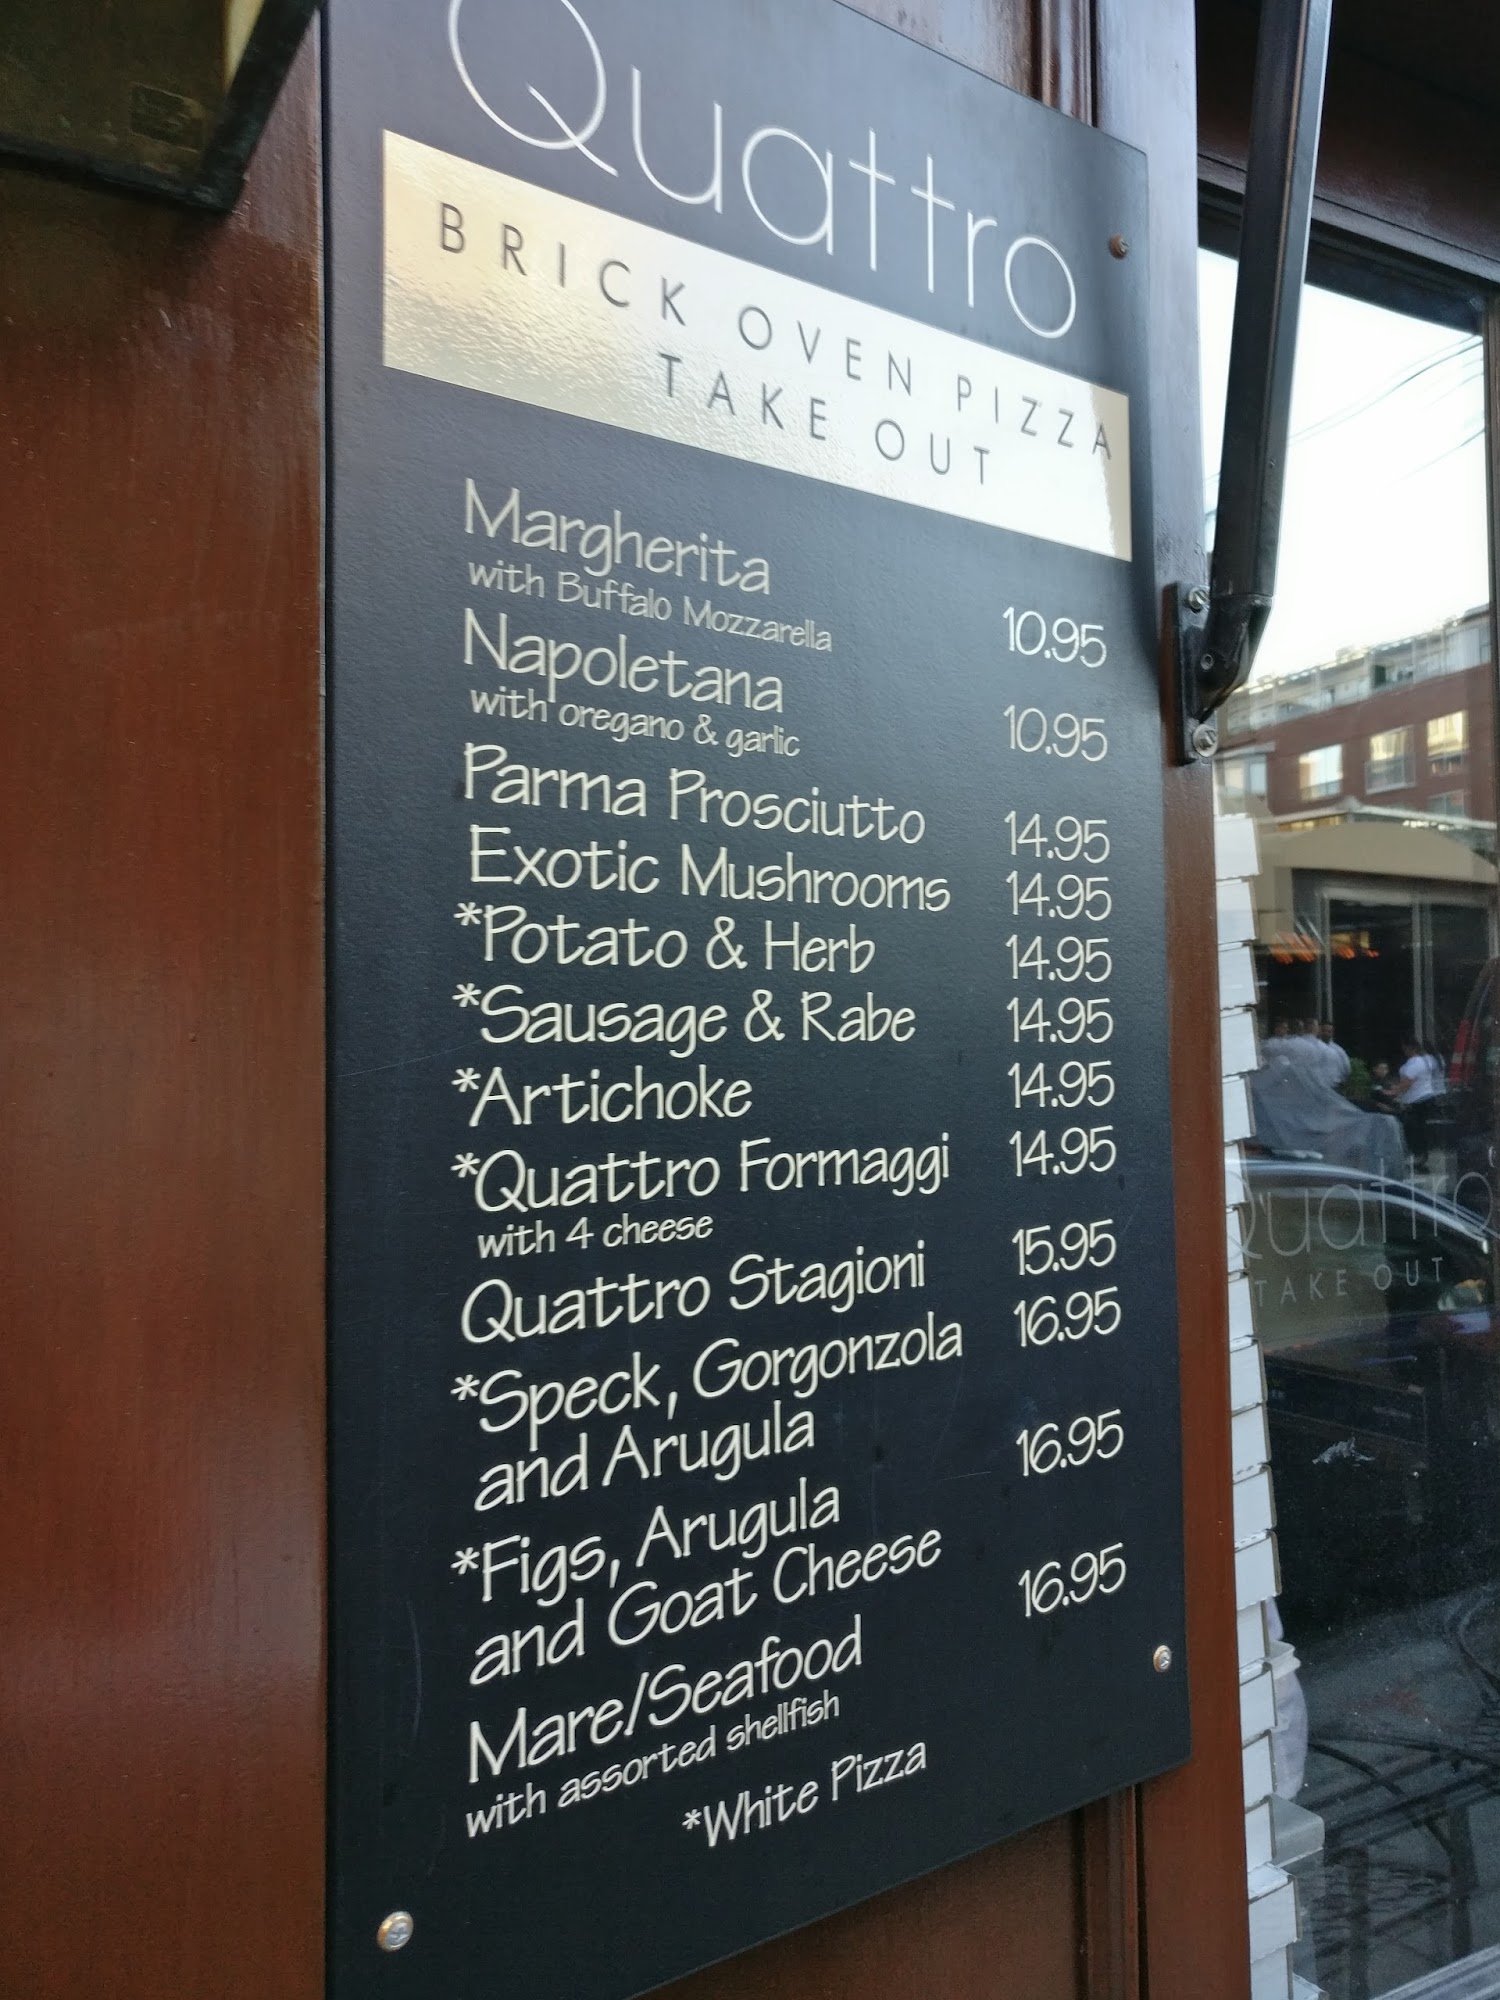 Quattro
BRICK OVEN PIZZA
TAKE OUT
Margherita
with Buffalo Mozzarella 10.95
Napoletana
with oregano & garlic 10.95
Parma Prosciutto 14.95
Exotic Mushrooms 14.95
*Potato & Herb 14.95
*Sausage & Rabe 14.95
*Artichoke 14.95
*Quattro Formaggi 14.95
with 4 cheese
Quattro Stagioni 15.95
*Speck, Gorgonzola 16.95
and Arugula
*Figs, Arugula 16.95
and Goat Cheese
Mare/Seafood 16.95
with assorted shellfish
*White Pizza
Quattro
TAKE OUT